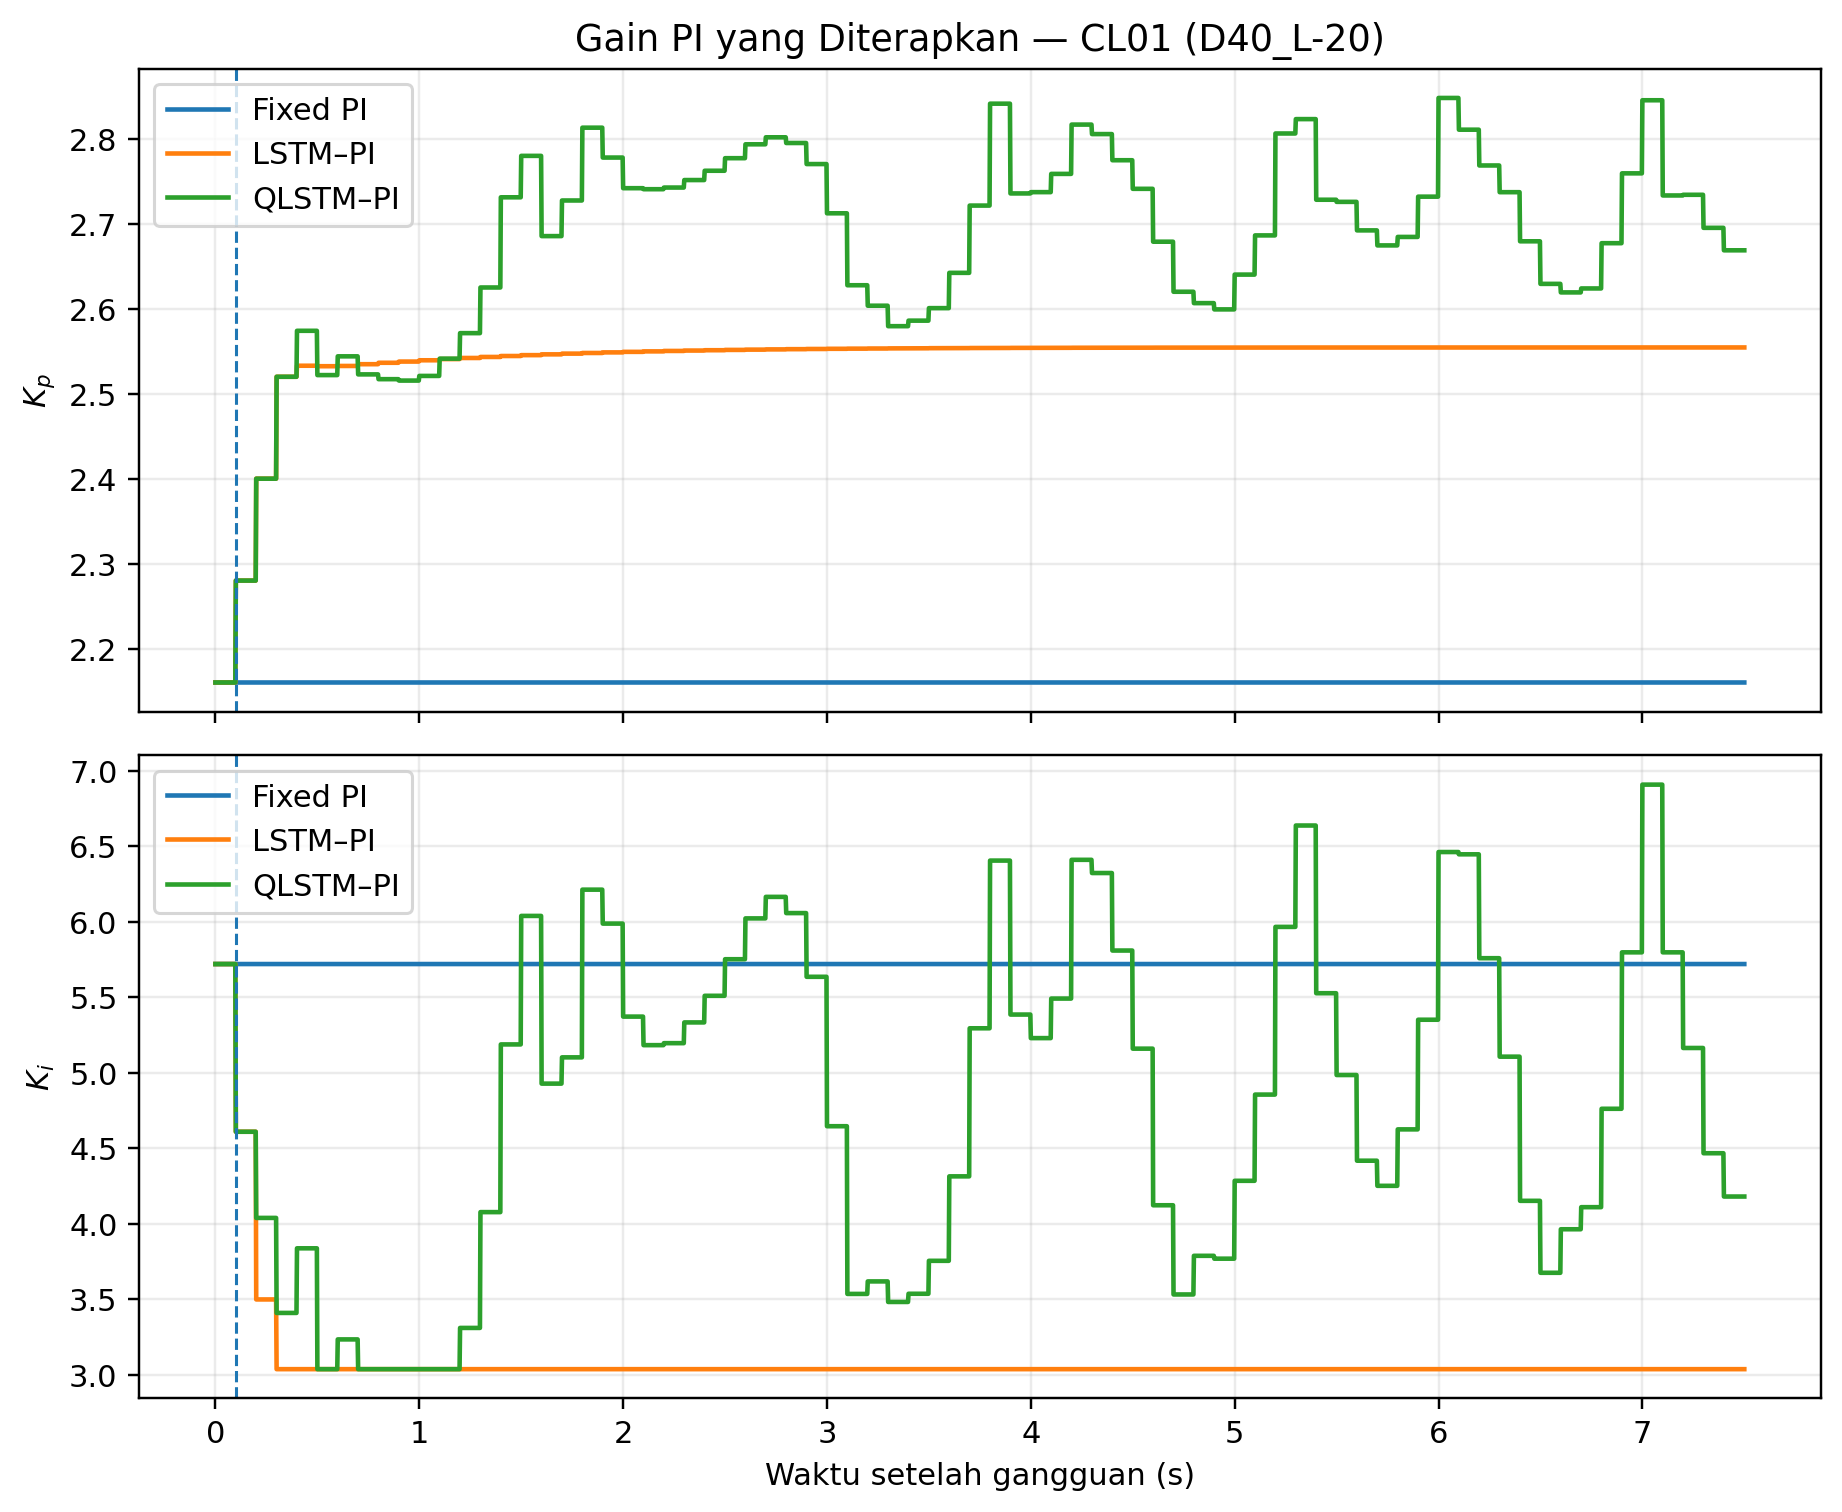 Gain PI yang Diterapkan — CL01 (D40_L-20)
Fixed PI
LSTM–PI
QLSTM–PI
2.8
2.7
2.6
2.5
2.4
2.3
2.2
Kp
Fixed PI
LSTM–PI
QLSTM–PI
7.0
6.5
6.0
5.5
5.0
4.5
4.0
3.5
3.0
Ki
0 1 2 3 4 5 6 7
Waktu setelah gangguan (s)